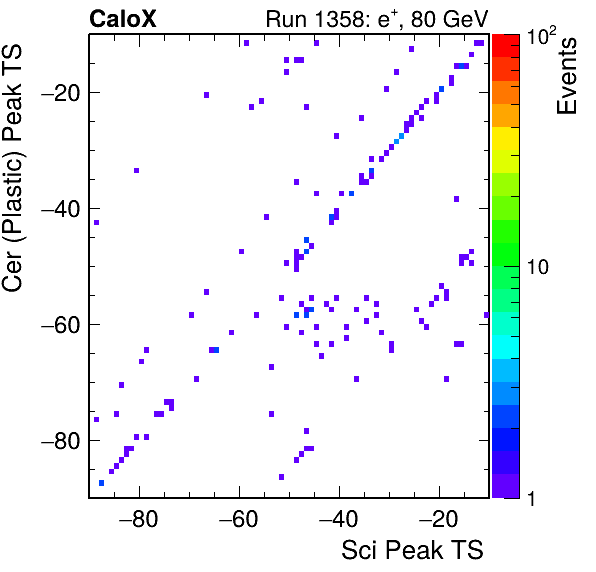 CaloX Run 1358: e⁺, 80 GeV
10²
Events
Cer (Plastic) Peak TS
−20
−40
10
−60
−80
1
−80 −60 −40 −20
Sci Peak TS